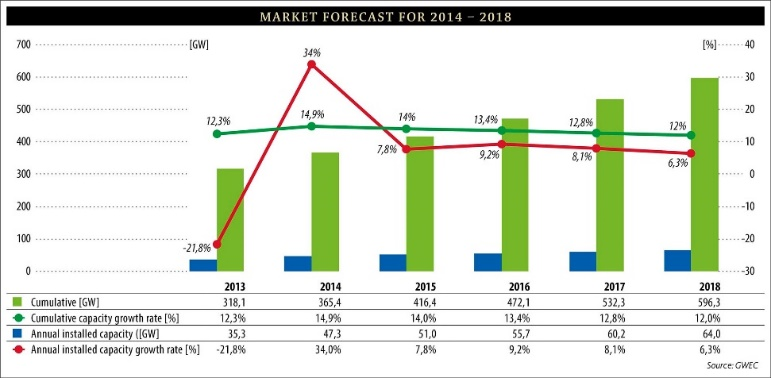 MARKET FORECAST FOR 2014 – 2018
700 [GW] [%] 40
34%
600 30
500 20
12,3% 14,9% 14% 13,4% 12,8% 12%
400 10
7,8% 9,2% 8,1% 6,3%
300 0
200 -10
100 -20
-21,8%
0 -30
2013 2014 2015 2016 2017 2018
Cumulative [GW] 318,1 365,4 416,4 472,1 532,3 596,3
Cumulative capacity growth rate [%] 12,3% 14,9% 14,0% 13,4% 12,8% 12,0%
Annual installed capacity ([GW] 35,3 47,3 51,0 55,7 60,2 64,0
Annual installed capacity growth rate [%] -21,8% 34,0% 7,8% 9,2% 8,1% 6,3%
Source: GWEC